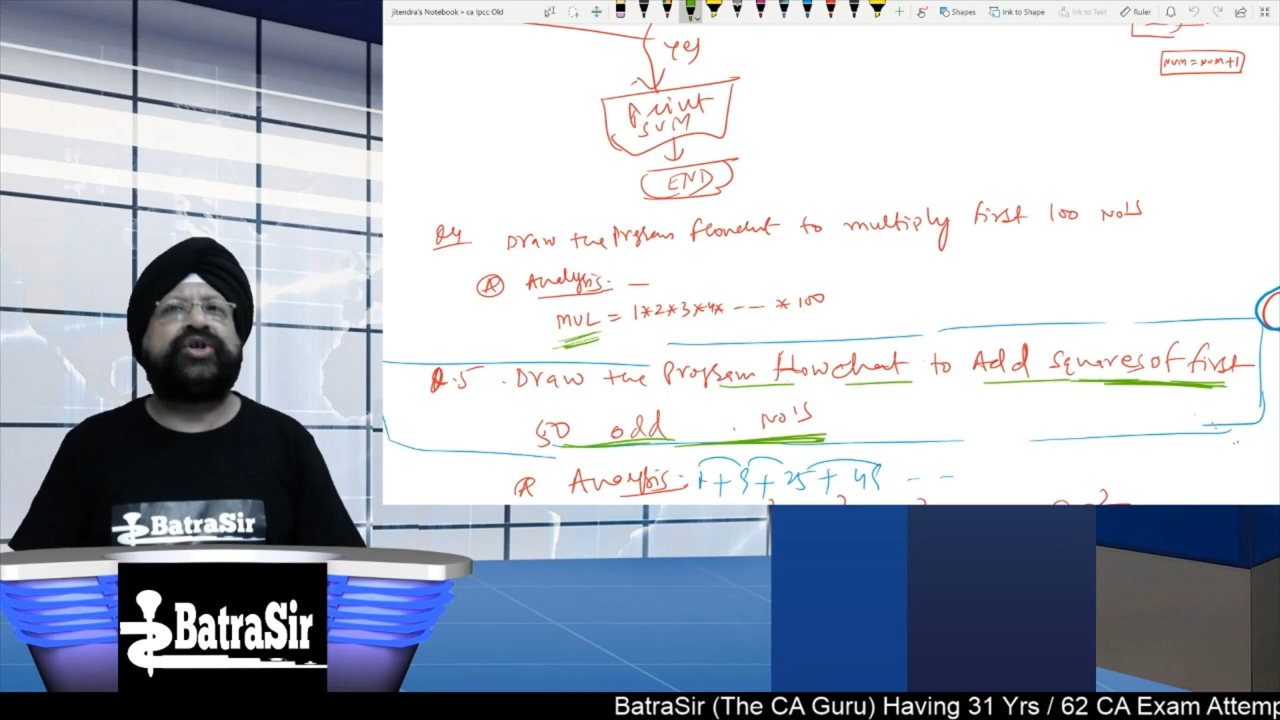 jitendra's Notebook » ca Ipcc Old
Shapes
Ink to Shape
Ink to Text
Ruler
Yes
NUM = NUM+1
Print
SUM
END
Q4 Draw the Program flowchart to multiply first 100 No's
(A) Analysis. —
MUL = 1*2*3*4* - - - * 100
Q.5 . Draw the Program flowchart to Add squares of first
50 odd . No's
A Analysis: 1+9+25+49 - -
BatraSir
BatraSir
BatraSir (The CA Guru) Having 31 Yrs / 62 CA Exam Attemp